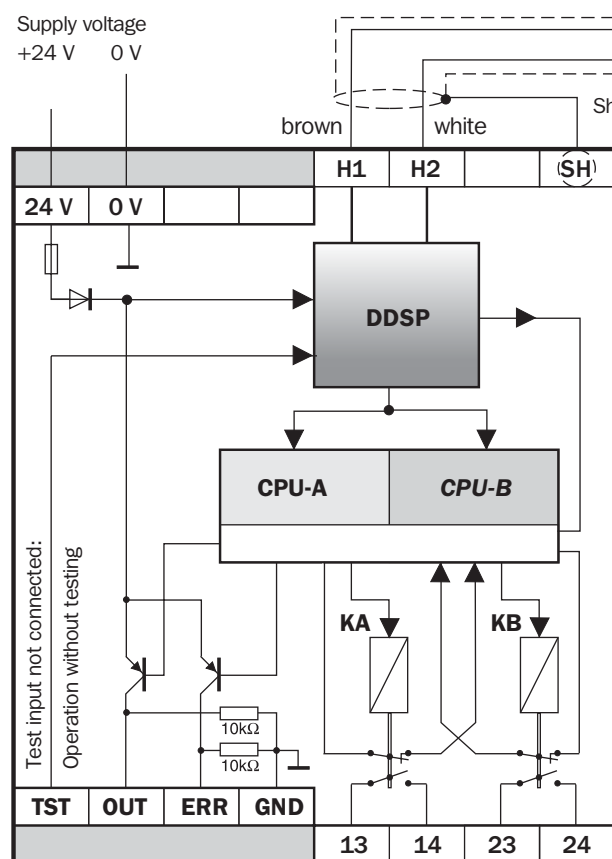 Supply voltage
+24 V 0 V
Sh
brown white
H1 H2 SH
24 V 0 V
DDSP
CPU-A CPU-B
Test input not connected:
Operation without testing
KA KB
10kΩ
10kΩ
TST OUT ERR GND
13 14 23 24